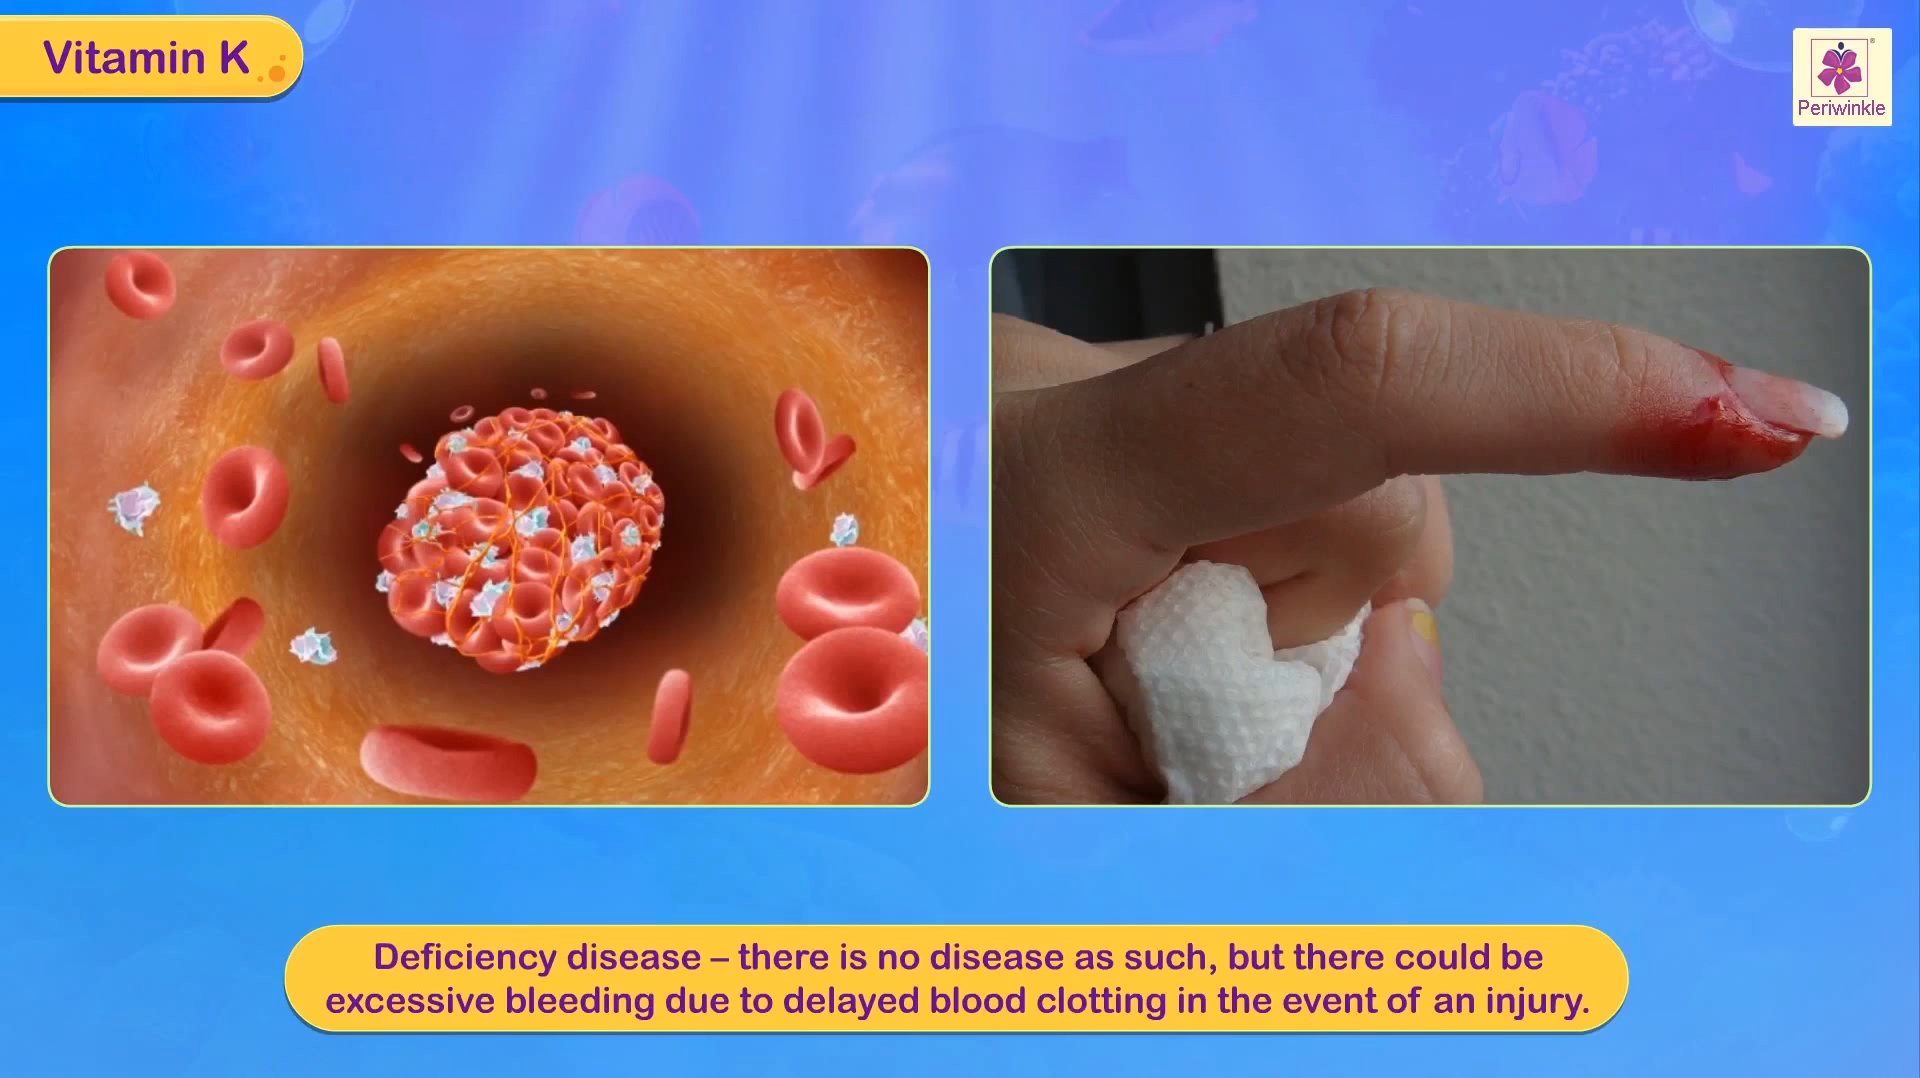 Vitamin K
Periwinkle
Deficiency disease – there is no disease as such, but there could be
excessive bleeding due to delayed blood clotting in the event of an injury.